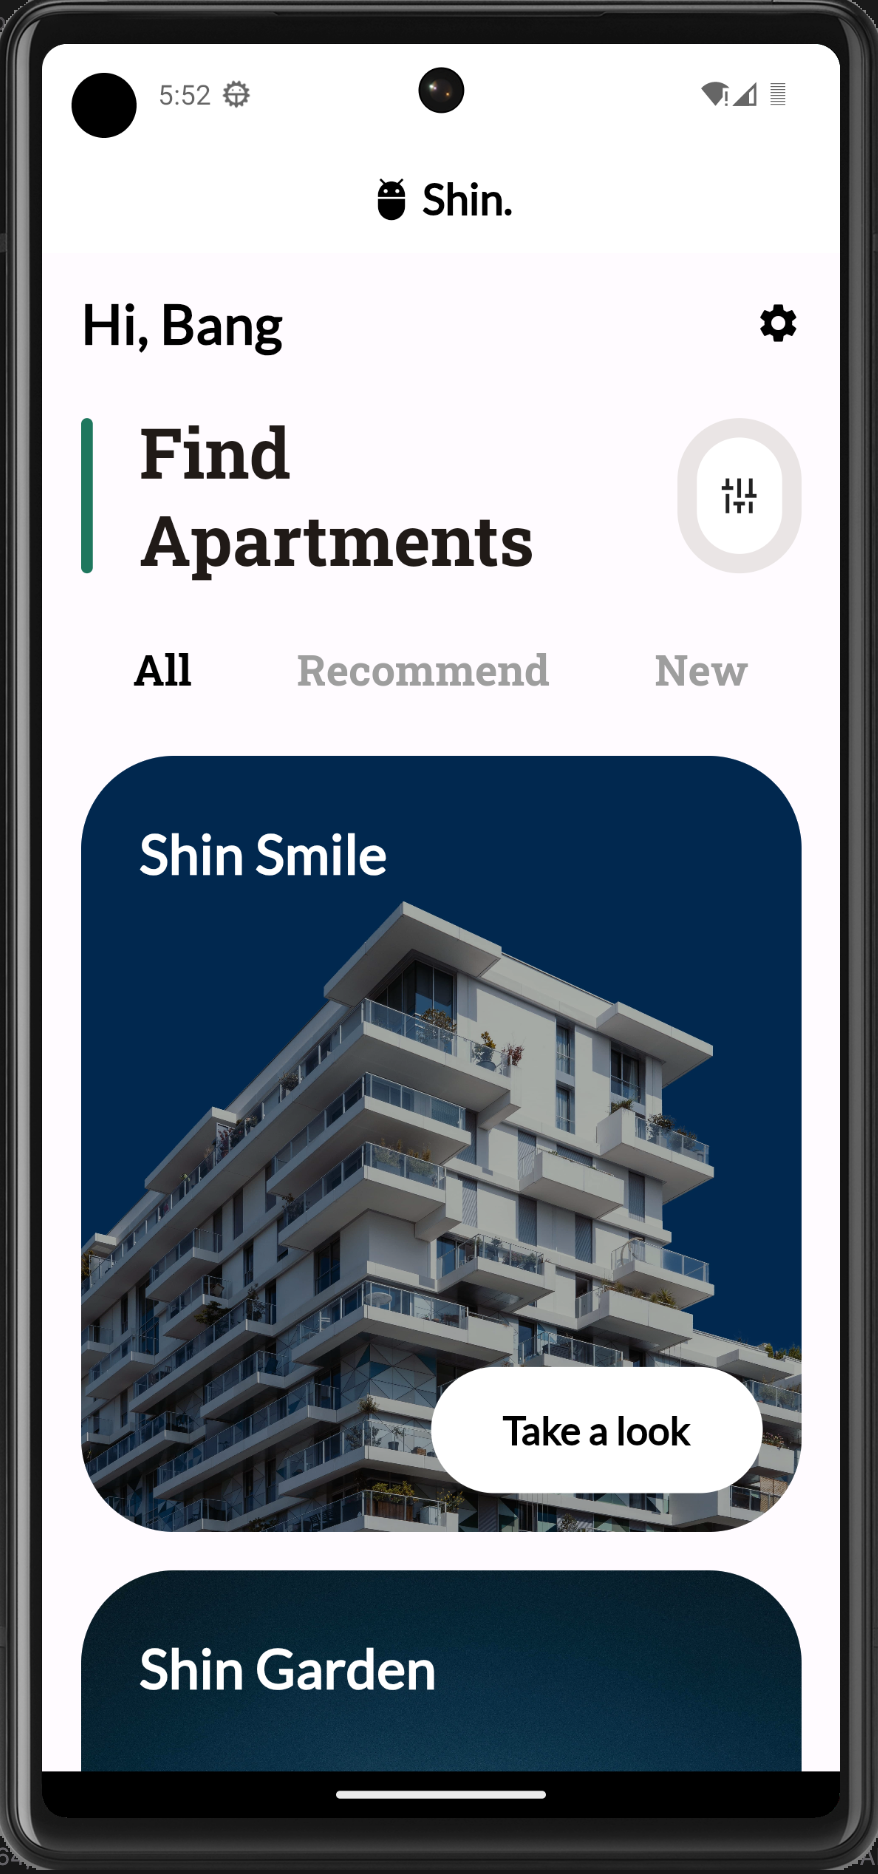 5:52
Shin.
Hi, Bang
Find
Apartments
All Recommend New
Shin Smile
Take a look
Shin Garden